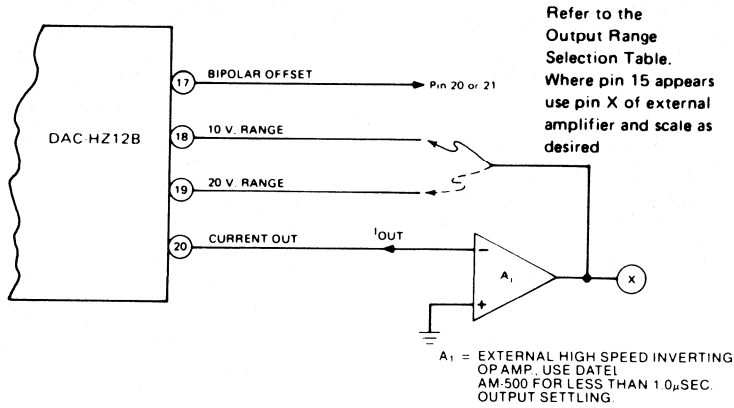 Refer to the
Output Range
Selection Table.
Where pin 15 appears
use pin X of external
amplifier and scale as
desired
DAC-HZ12B
17 BIPOLAR OFFSET
Pin 20 or 21
18 10 V. RANGE
19 20 V. RANGE
20 CURRENT OUT
IOUT
−
A1
+
X
A1 = EXTERNAL HIGH SPEED INVERTING
OP AMP., USE DATEL
AM-500 FOR LESS THAN 1.0µSEC.
OUTPUT SETTLING.